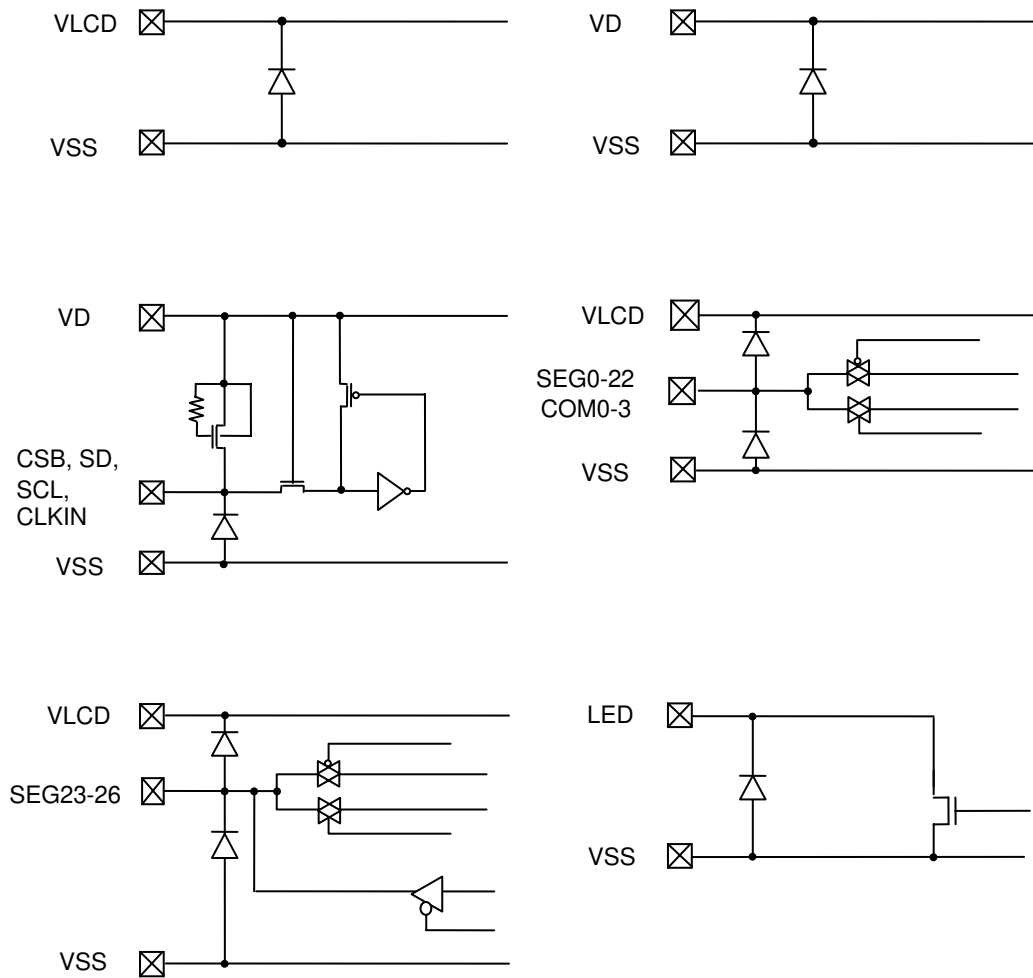 VLCD
VSS
VD
VSS
VD
CSB, SD,
SCL,
CLKIN
VSS
VLCD
SEG0-22
COM0-3
VSS
VLCD
SEG23-26
VSS
LED
VSS